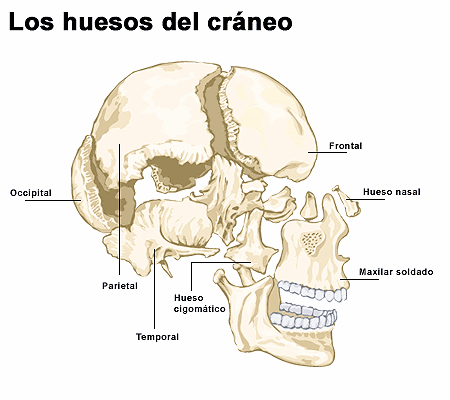 Los huesos del cráneo
Frontal
Occipital
Hueso nasal
Maxilar soldado
Parietal
Hueso
cigomático
Temporal